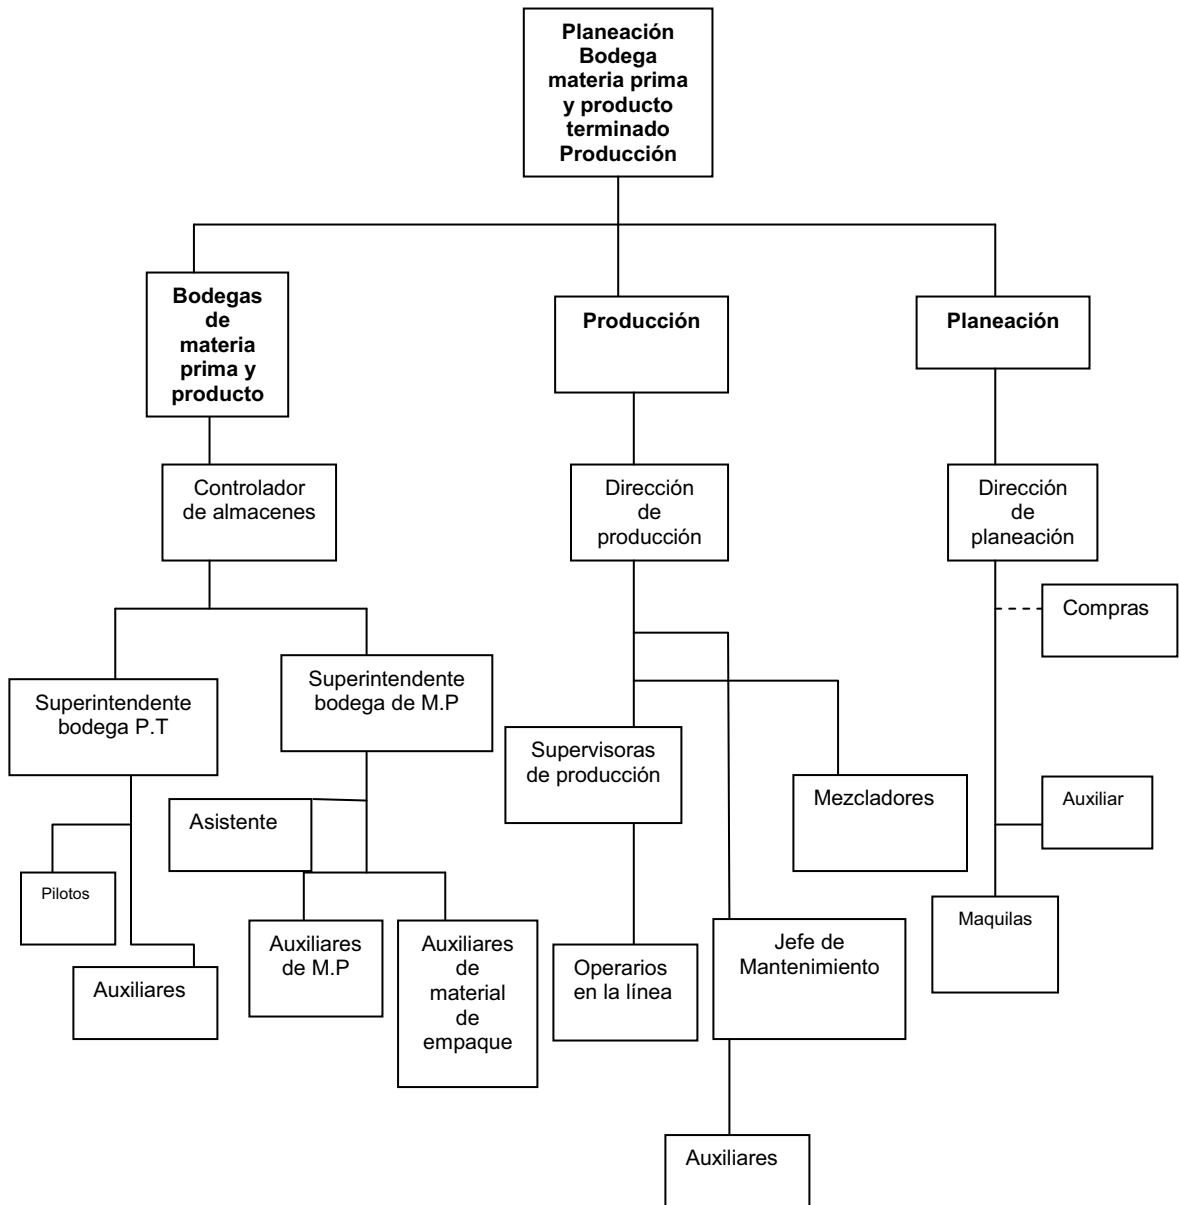 Planeación
Bodega
materia prima
y producto
terminado
Producción
Bodegas
de
materia
prima y
producto
Producción
Planeación
Controlador
de almacenes
Dirección
de
producción
Dirección
de
planeación
Compras
Superintendente
bodega P.T
Superintendente
bodega de M.P
Supervisoras
de producción
Mezcladores
Auxiliar
Asistente
Pilotos
Auxiliares
Auxiliares
de M.P
Auxiliares
de
material
de
empaque
Operarios
en la línea
Jefe de
Mantenimiento
Maquilas
Auxiliares